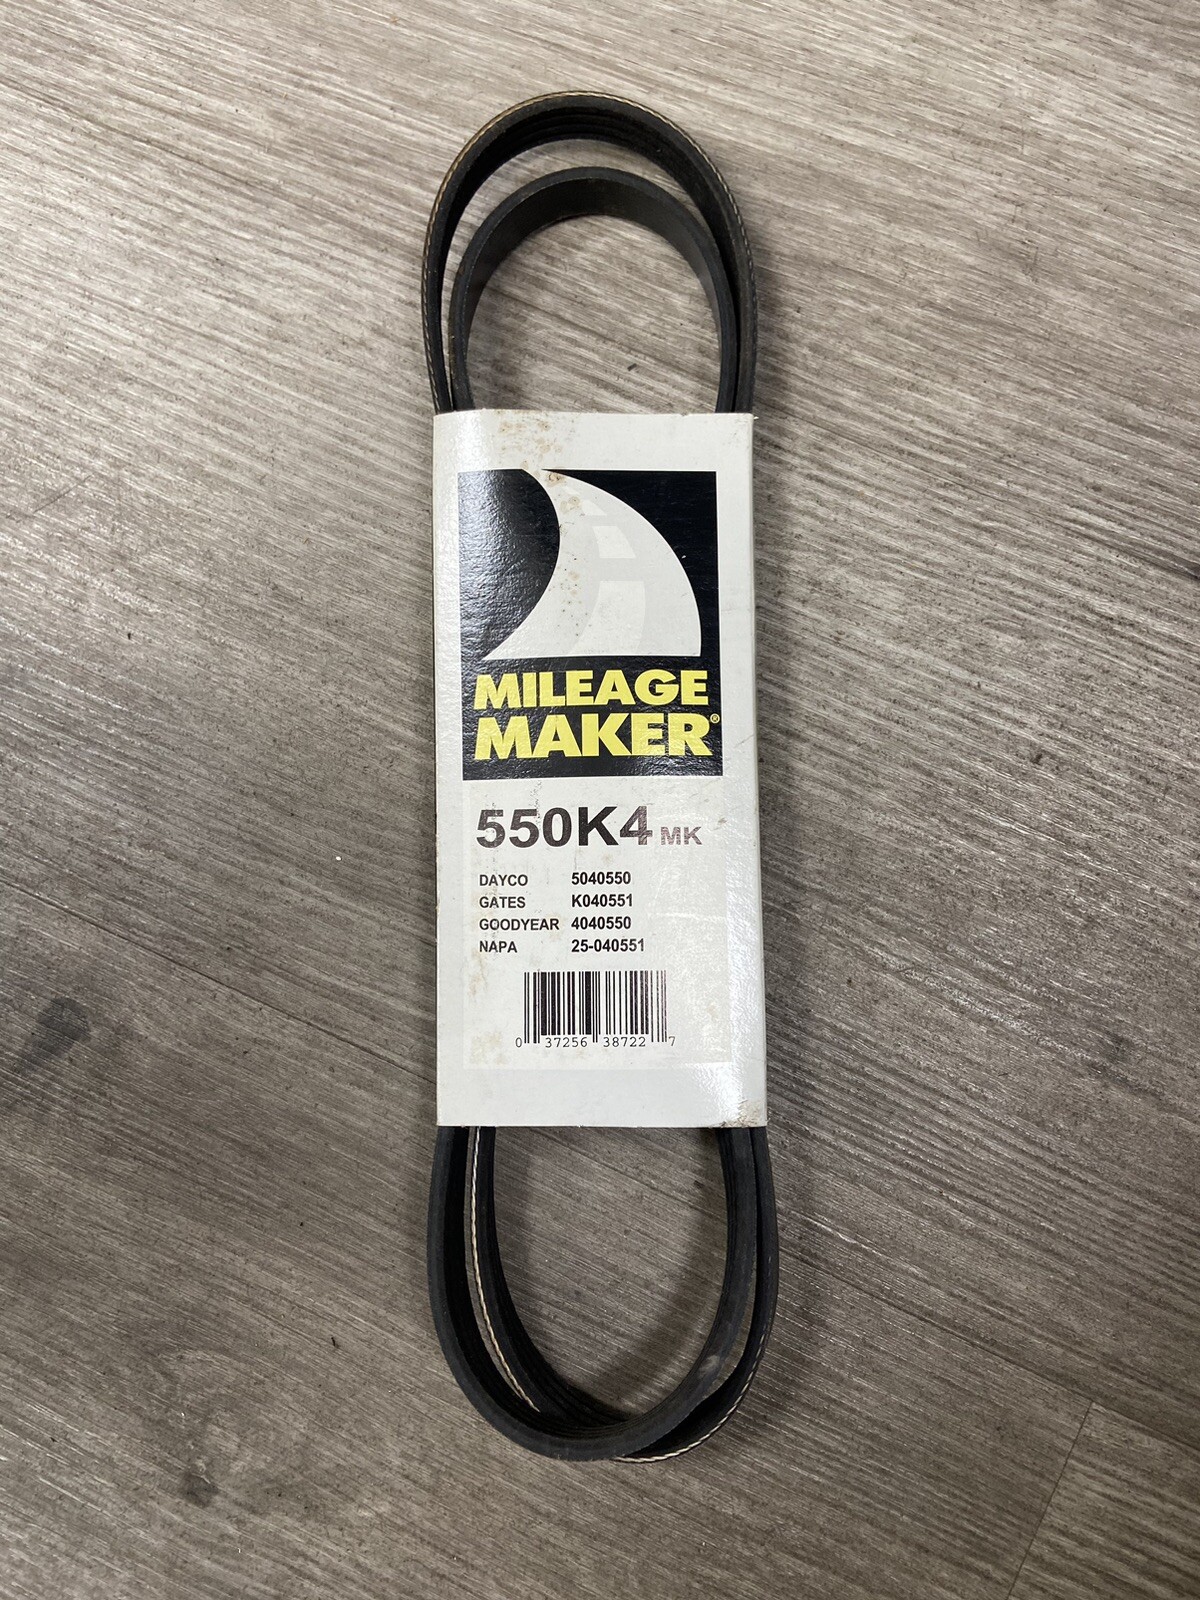 MILEAGE
MAKER®
550K4 MK
DAYCO 5040550
GATES K040551
GOODYEAR 4040550
NAPA 25-040551
0 37256 38722 7